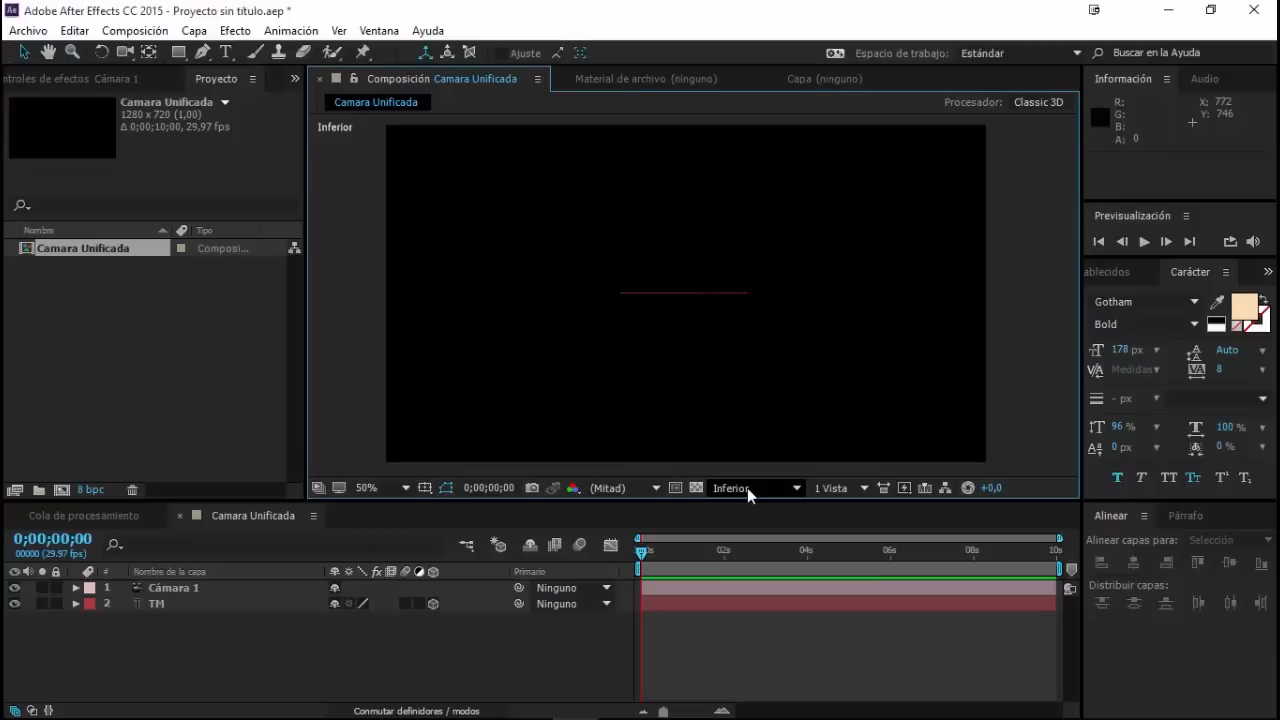 Adobe After Effects CC 2015 - Proyecto sin título.aep *
Archivo Editar Composición Capa Efecto Animación Ver Ventana Ayuda
Ajuste Espacio de trabajo: Estándar Buscar en la Ayuda
ntroles de efectos Cámara 1 Proyecto
Composición Camara Unificada Material de archivo (ninguno) Capa (ninguno)
Información Audio
Camara Unificada
1280 x 720 (1,00)
Δ 0;00;10;00, 29,97 fps
Camara Unificada Procesador: Classic 3D
Inferior
R: X: 772
G: Y: 746
B:
A: 0
Nombre Tipo
Camara Unificada Composi...
Previsualización
ablecidos Carácter
Gotham
Bold
178 px Auto
Medidas 8
- px
96 % 100 %
0 px 0 %
T T TT Tt T¹ T₁
8 bpc
50% 0;00;00;00 (Mitad) Inferior 1 Vista +0,0
Cola de procesamiento Camara Unificada
0;00;00;00
00000 (29.97 fps)
0s 02s 04s 06s 08s 10s
# Nombre de la capa fx Primario
1 Cámara 1 Ninguno
2 TM Ninguno
Conmutar definidores / modos
Alinear Párrafo
Alinear capas para: Selección
Distribuir capas: